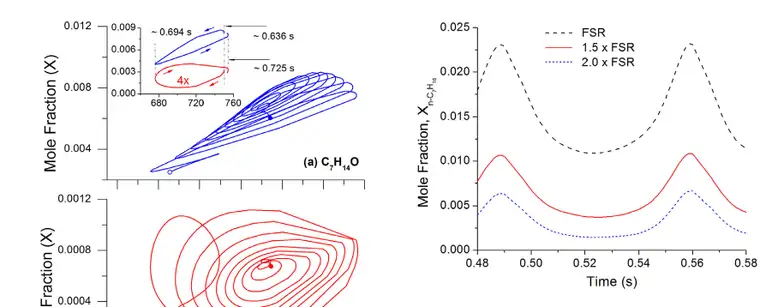 0.012
0.008
0.004
Mole Fraction (X)
0.009
0.006
0.003
0.000
680
720
760
~ 0.694 s
~ 0.636 s
~ 0.725 s
4x
(a) C7H14O
0.0012
0.0008
0.0004
Fraction (X)
0.025
0.020
0.015
0.010
0.005
0.000
Mole Fraction, Xn-C7H16
FSR
1.5 x FSR
2.0 x FSR
0.48
0.50
0.52
0.54
0.56
0.58
Time (s)